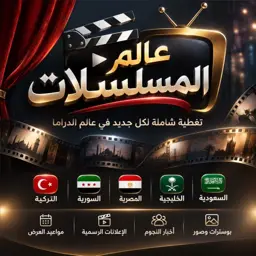 عالم
المسلسلات
تغطية شاملة لكل جديد في عالم الدراما
السعودية
الخليجية
المصرية
السورية
التركية
بوسترات وصور
أخبار النجوم
الإعلانات الرسمية
مواعيد العرض